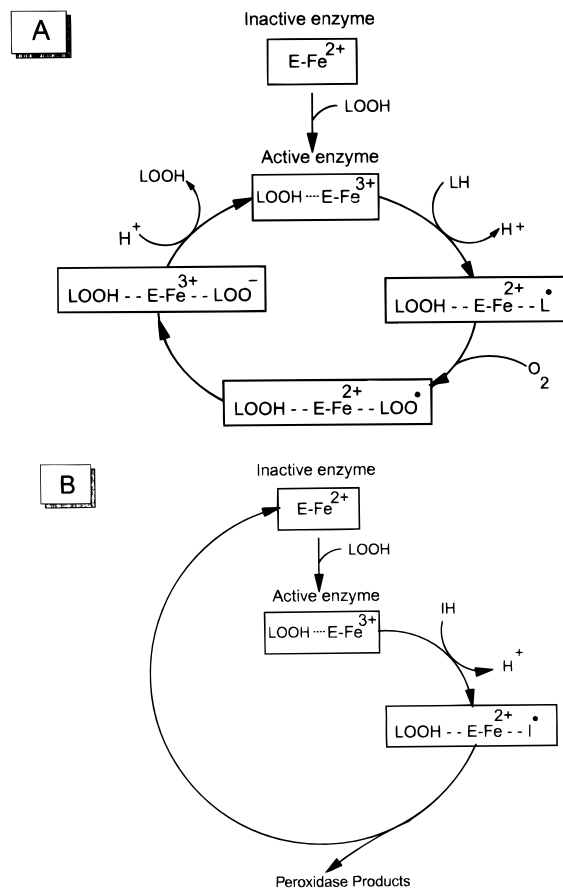 A
Inactive enzyme
E-Fe2+
LOOH
Active enzyme
LOOH ···· E-Fe3+
LOOH
LH
H+
H+
LOOH - - E-Fe3+ - - LOO−
LOOH - - E-Fe2+ - - L•
O2
LOOH - - E-Fe2+ - - LOO•
B
Inactive enzyme
E-Fe2+
LOOH
Active enzyme
LOOH ···· E-Fe3+
IH
H+
LOOH - - E-Fe2+ - - I•
Peroxidase Products